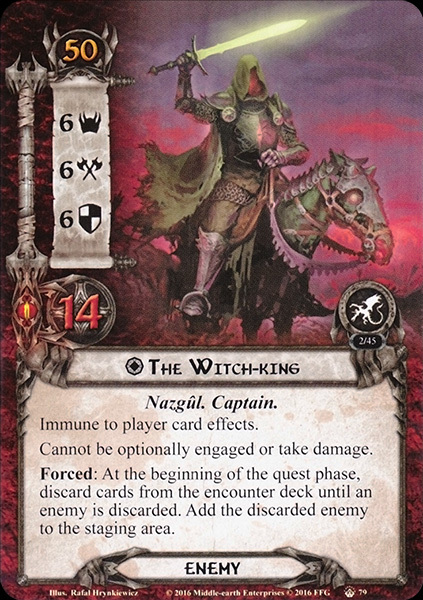 50
6
6
6
14
2/45
The Witch-king
Nazgûl. Captain.
Immune to player card effects.
Cannot be optionally engaged or take damage.
Forced: At the beginning of the quest phase,
discard cards from the encounter deck until an
enemy is discarded. Add the discarded enemy
to the staging area.
ENEMY
Illus. Rafał Hrynkiewicz © 2016 Middle-earth Enterprises © 2016 FFG 79